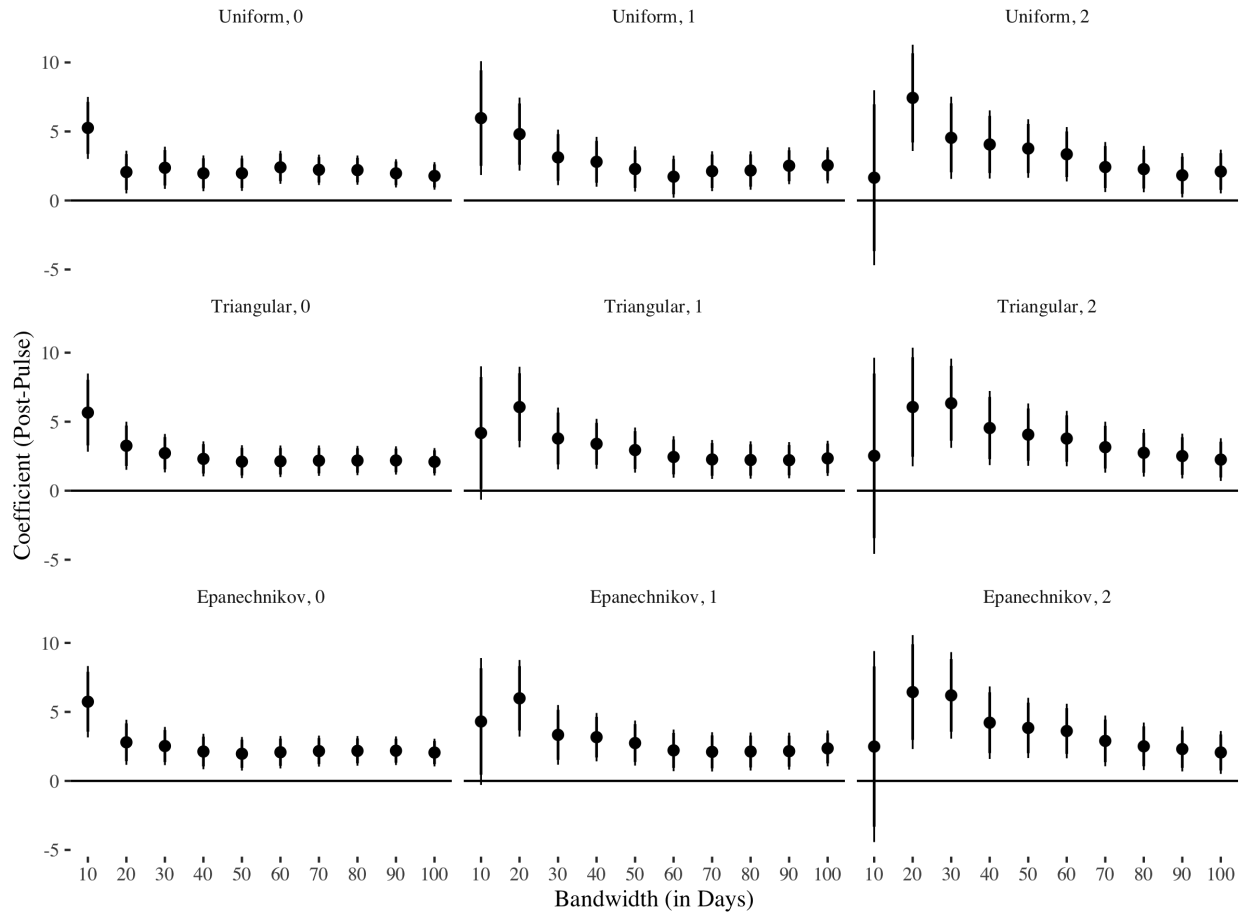 Uniform, 0
Uniform, 1
Uniform, 2
10
5
0
-5
Triangular, 0
Triangular, 1
Triangular, 2
10
5
0
-5
Coefficient (Post-Pulse)
Epanechnikov, 0
Epanechnikov, 1
Epanechnikov, 2
10
5
0
-5
10 20 30 40 50 60 70 80 90 100
10 20 30 40 50 60 70 80 90 100
10 20 30 40 50 60 70 80 90 100
Bandwidth (in Days)